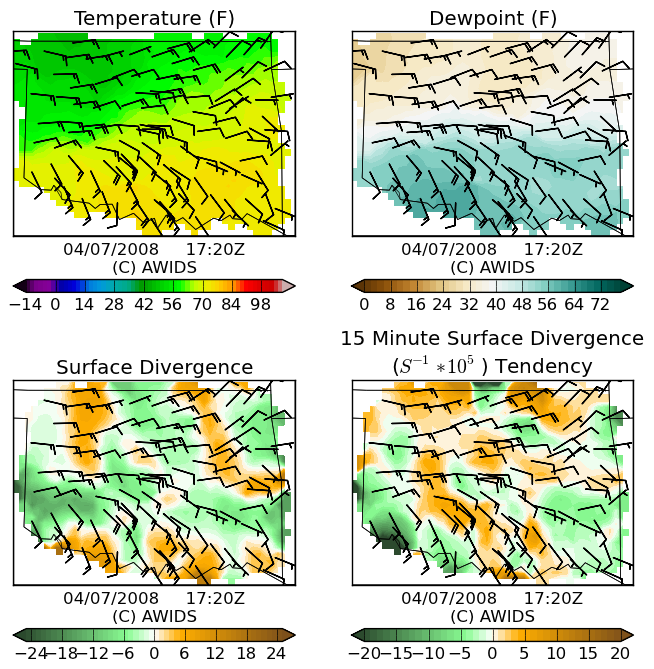 Temperature (F)
Dewpoint (F)
04/07/2008 17:20Z
(C) AWIDS
04/07/2008 17:20Z
(C) AWIDS
−14 0 14 28 42 56 70 84 98
0 8 16 24 32 40 48 56 64 72
Surface Divergence
15 Minute Surface Divergence
(S⁻¹ *10⁵ ) Tendency
04/07/2008 17:20Z
(C) AWIDS
04/07/2008 17:20Z
(C) AWIDS
−24 −18 −12 −6 0 6 12 18 24
−20 −15 −10 −5 0 5 10 15 20